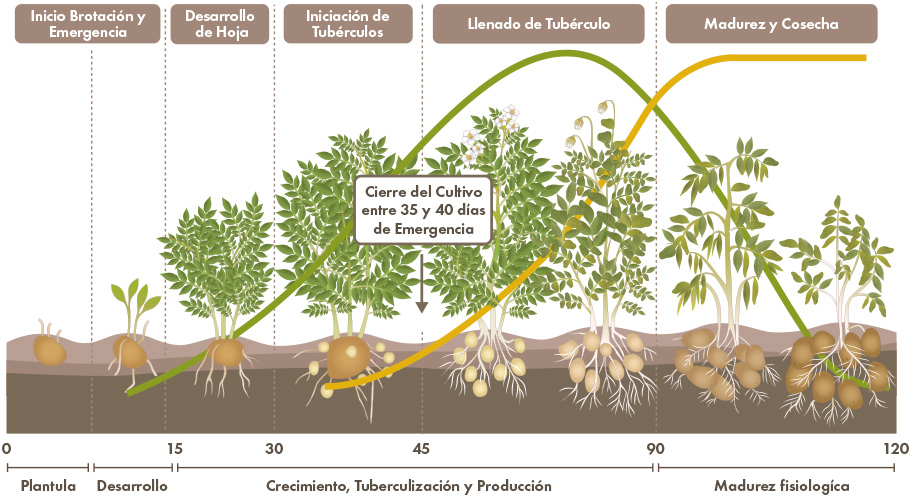 Inicio Brotación y
Emergencia
Desarrollo
de Hoja
Iniciación de
Tubérculos
Llenado de Tubérculo
Madurez y Cosecha
Cierre del Cultivo
entre 35 y 40 días
de Emergencia
0
15
30
45
90
120
Plantula
Desarrollo
Crecimiento, Tuberculización y Producción
Madurez fisiologíca